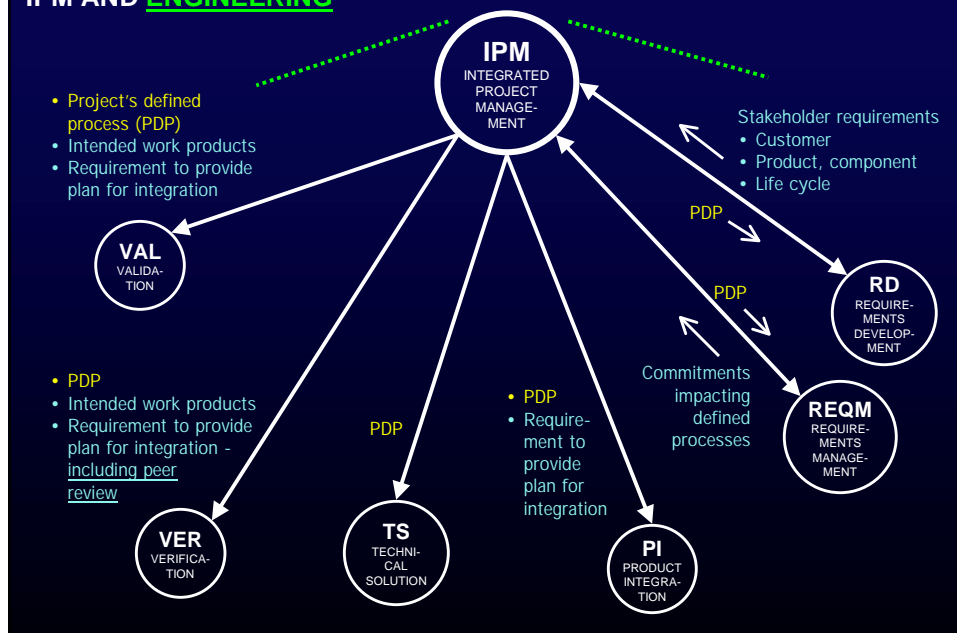 IPM AND ENGINEERING
IPM
INTEGRATED
PROJECT
MANAGE-
MENT
• Project's defined
process (PDP)
• Intended work products
• Requirement to provide
plan for integration
Stakeholder requirements
• Customer
• Product, component
• Life cycle
PDP
VAL
VALIDA-
TION
RD
REQUIRE-
MENTS
DEVELOP-
MENT
PDP
Commitments
impacting
defined
processes
REQM
REQUIRE-
MENTS
MANAGE-
MENT
• PDP
• Intended work products
• Requirement to provide
plan for integration -
including peer
review
PDP
• PDP
• Require-
ment to
provide
plan for
integration
VER
VERIFICA-
TION
TS
TECHNI-
CAL
SOLUTION
PI
PRODUCT
INTEGRA-
TION